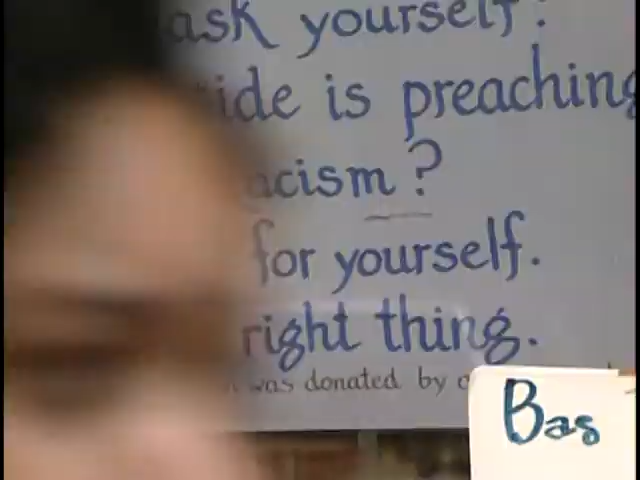 ask yourself:
ide is preaching
acism?
for yourself.
right thing.
was donated by
Bas